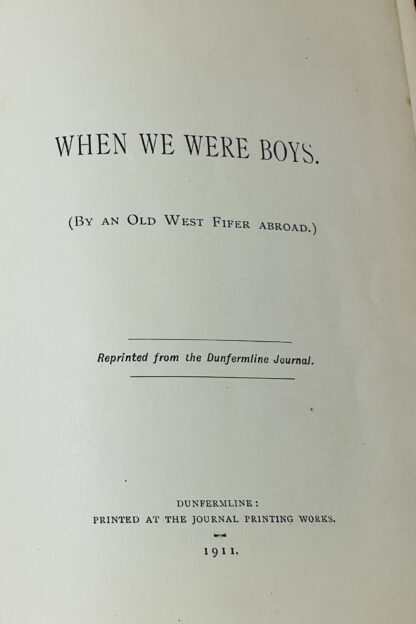 WHEN WE WERE BOYS.
(By an Old West Fifer abroad.)
Reprinted from the Dunfermline Journal.
DUNFERMLINE:
PRINTED AT THE JOURNAL PRINTING WORKS.
1911.